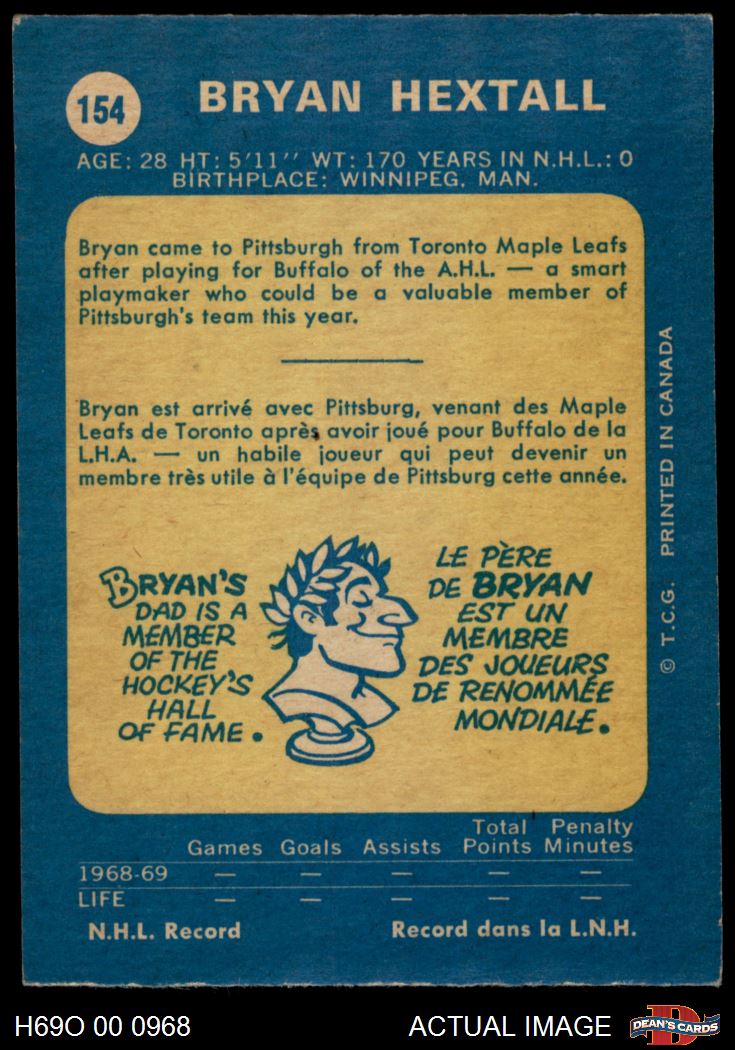 154
BRYAN HEXTALL
AGE: 28 HT: 5'11'' WT: 170 YEARS IN N.H.L.: 0
BIRTHPLACE: WINNIPEG, MAN.
Bryan came to Pittsburgh from Toronto Maple Leafs
after playing for Buffalo of the A.H.L. — a smart
playmaker who could be a valuable member of
Pittsburgh's team this year.
Bryan est arrivé avec Pittsburg, venant des Maple
Leafs de Toronto après avoir joué pour Buffalo de la
L.H.A. — un habile joueur qui peut devenir un
membre très utile à l'équipe de Pittsburg cette année.
BRYAN'S
DAD IS A
MEMBER
OF THE
HOCKEY'S
HALL
OF FAME.
LE PÈRE
DE BRYAN
EST UN
MEMBRE
DES JOUEURS
DE RENOMMÉE
MONDIALE.
© T.C.G. PRINTED IN CANADA
Games Goals Assists Total Points Penalty Minutes
1968-69 — — — — —
LIFE — — — — —
N.H.L. Record Record dans la L.N.H.
H69O 00 0968 ACTUAL IMAGE D DEAN'S CARDS